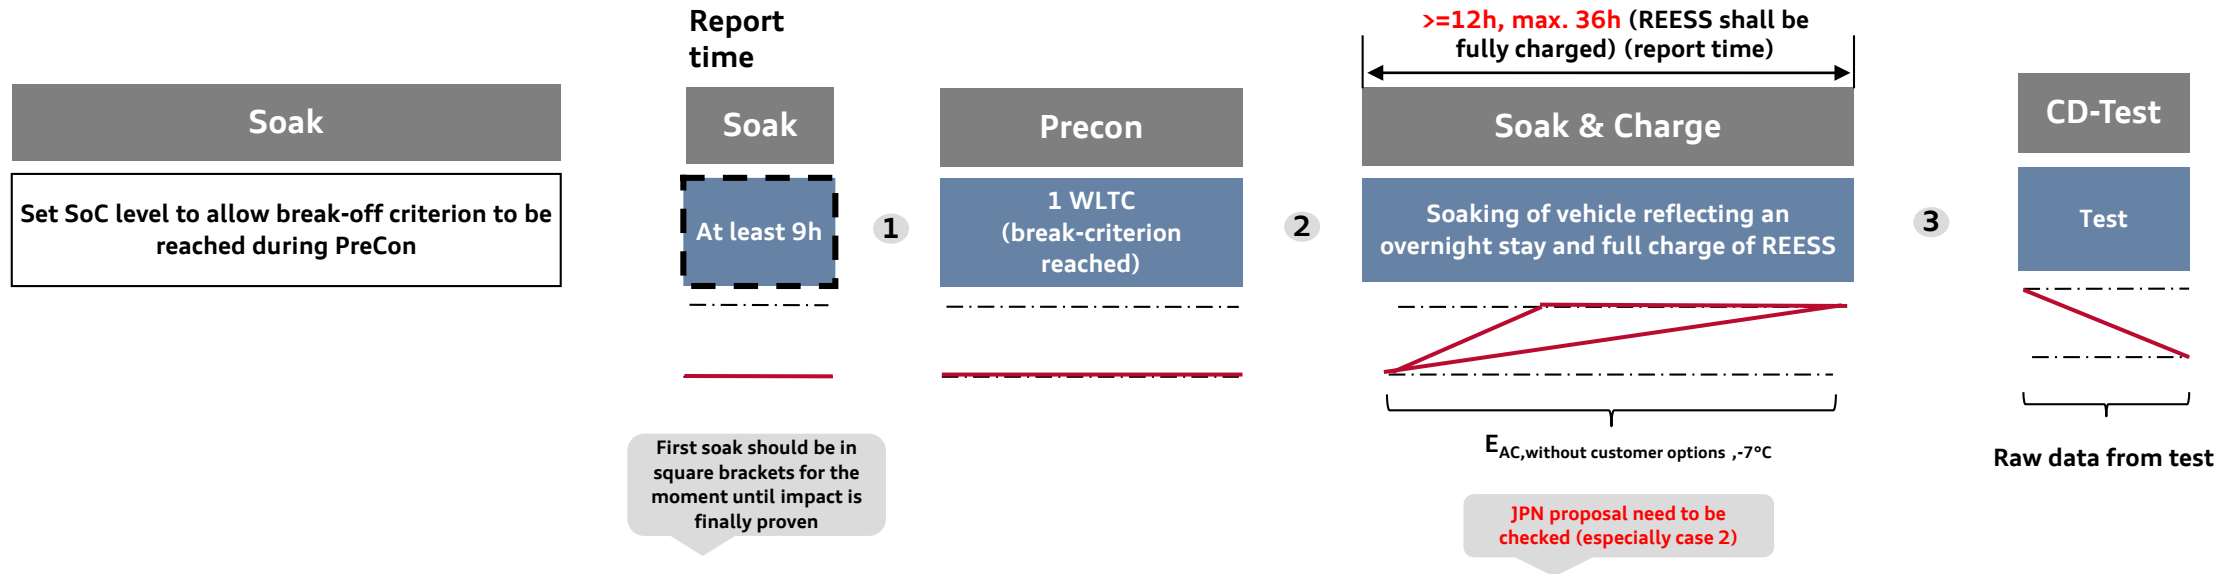 Report
time
>=12h, max. 36h (REESS shall be
fully charged) (report time)
Soak
Soak
Precon
Soak & Charge
CD-Test
Set SoC level to allow break-off criterion to be
reached during PreCon
At least 9h
1
1 WLTC
(break-criterion
reached)
2
Soaking of vehicle reflecting an
overnight stay and full charge of REESS
3
Test
First soak should be in
square brackets for the
moment until impact is
finally proven
EAC,without customer options ,-7°C
Raw data from test
JPN proposal need to be
checked (especially case 2)